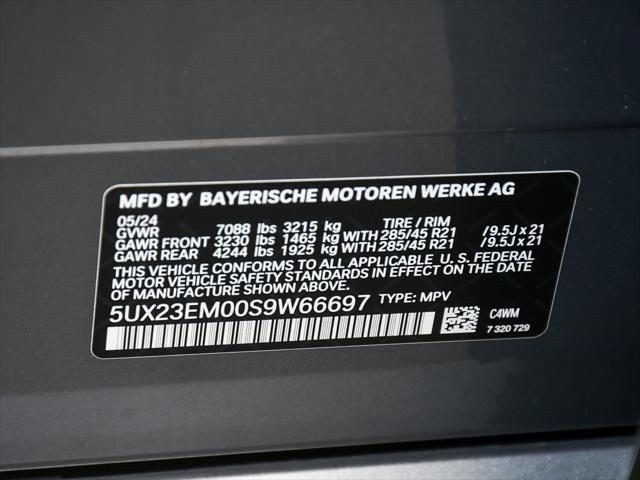 MFD BY BAYERISCHE MOTOREN WERKE AG
05/24
GVWR 7088 lbs 3215 kg TIRE / RIM
GAWR FRONT 3230 lbs 1465 kg WITH 285/45 R21 /9.5J x 21
GAWR REAR 4244 lbs 1925 kg WITH 285/45 R21 /9.5J x 21
THIS VEHICLE CONFORMS TO ALL APPLICABLE U. S. FEDERAL
MOTOR VEHICLE SAFETY STANDARDS IN EFFECT ON THE DATE
OF MANUFACTURE SHOWN ABOVE.
5UX23EM00S9W66697 TYPE: MPV
C4WM
7 320 729